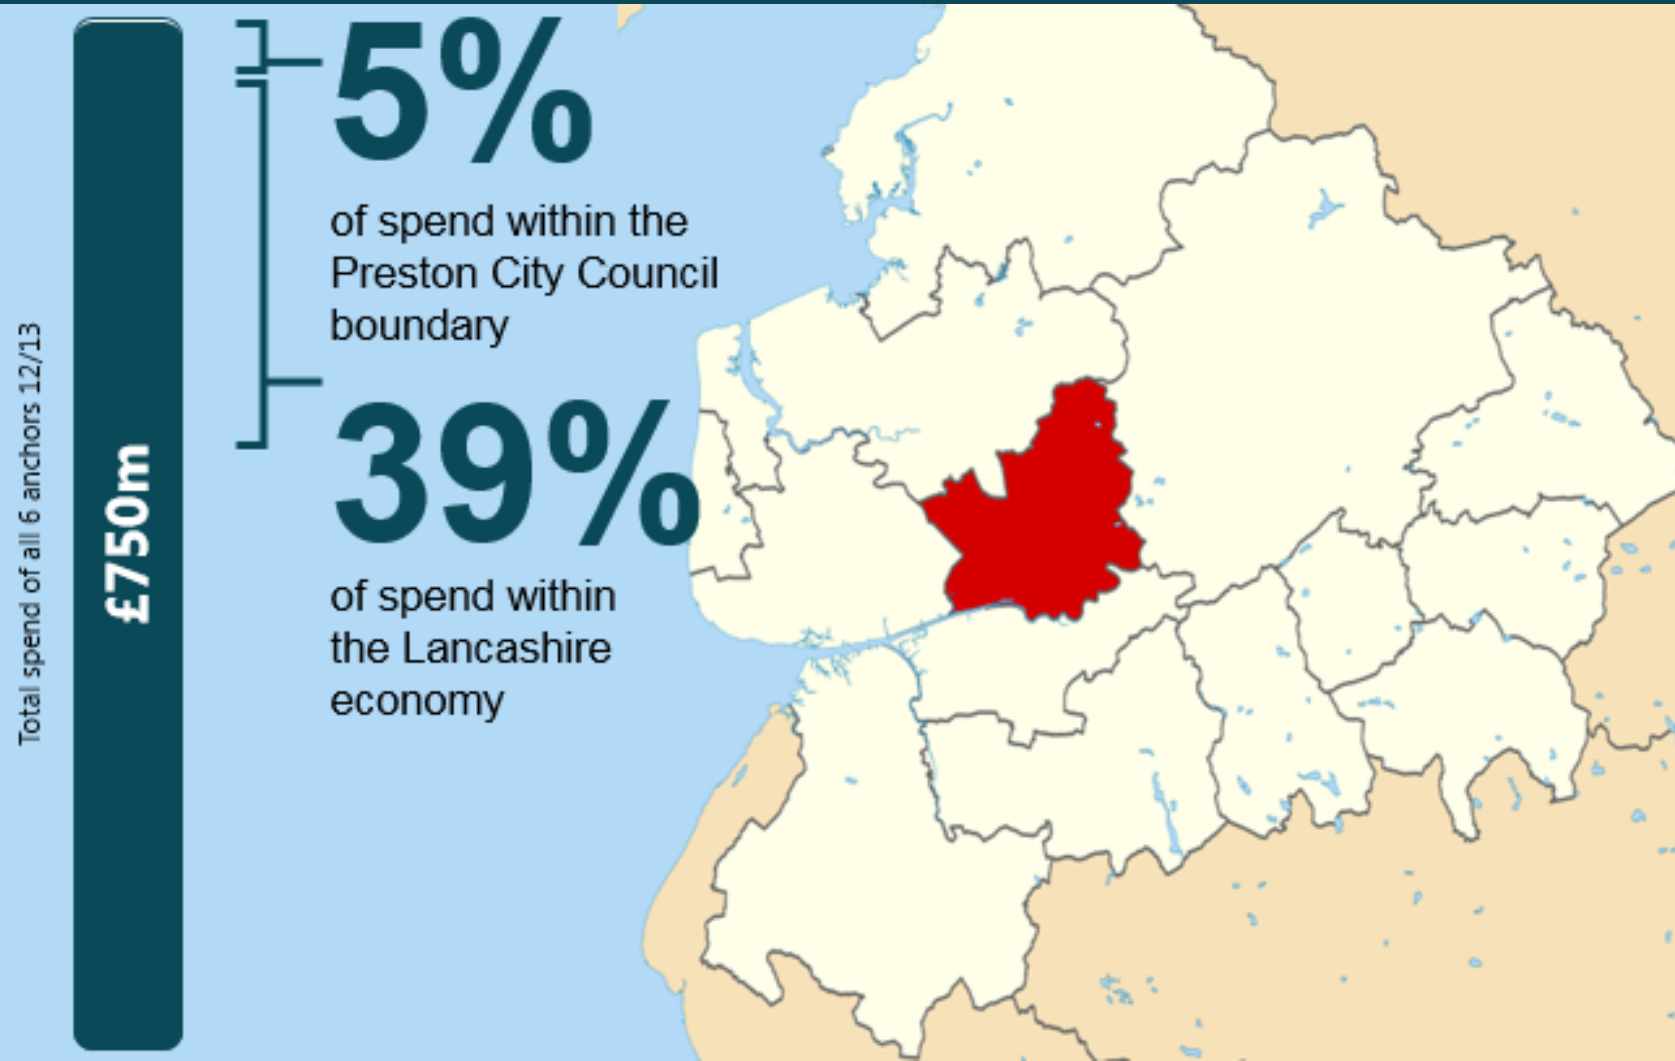 Total spend of all 6 anchors 12/13
£750m
5%
of spend within the
Preston City Council
boundary
39%
of spend within
the Lancashire
economy